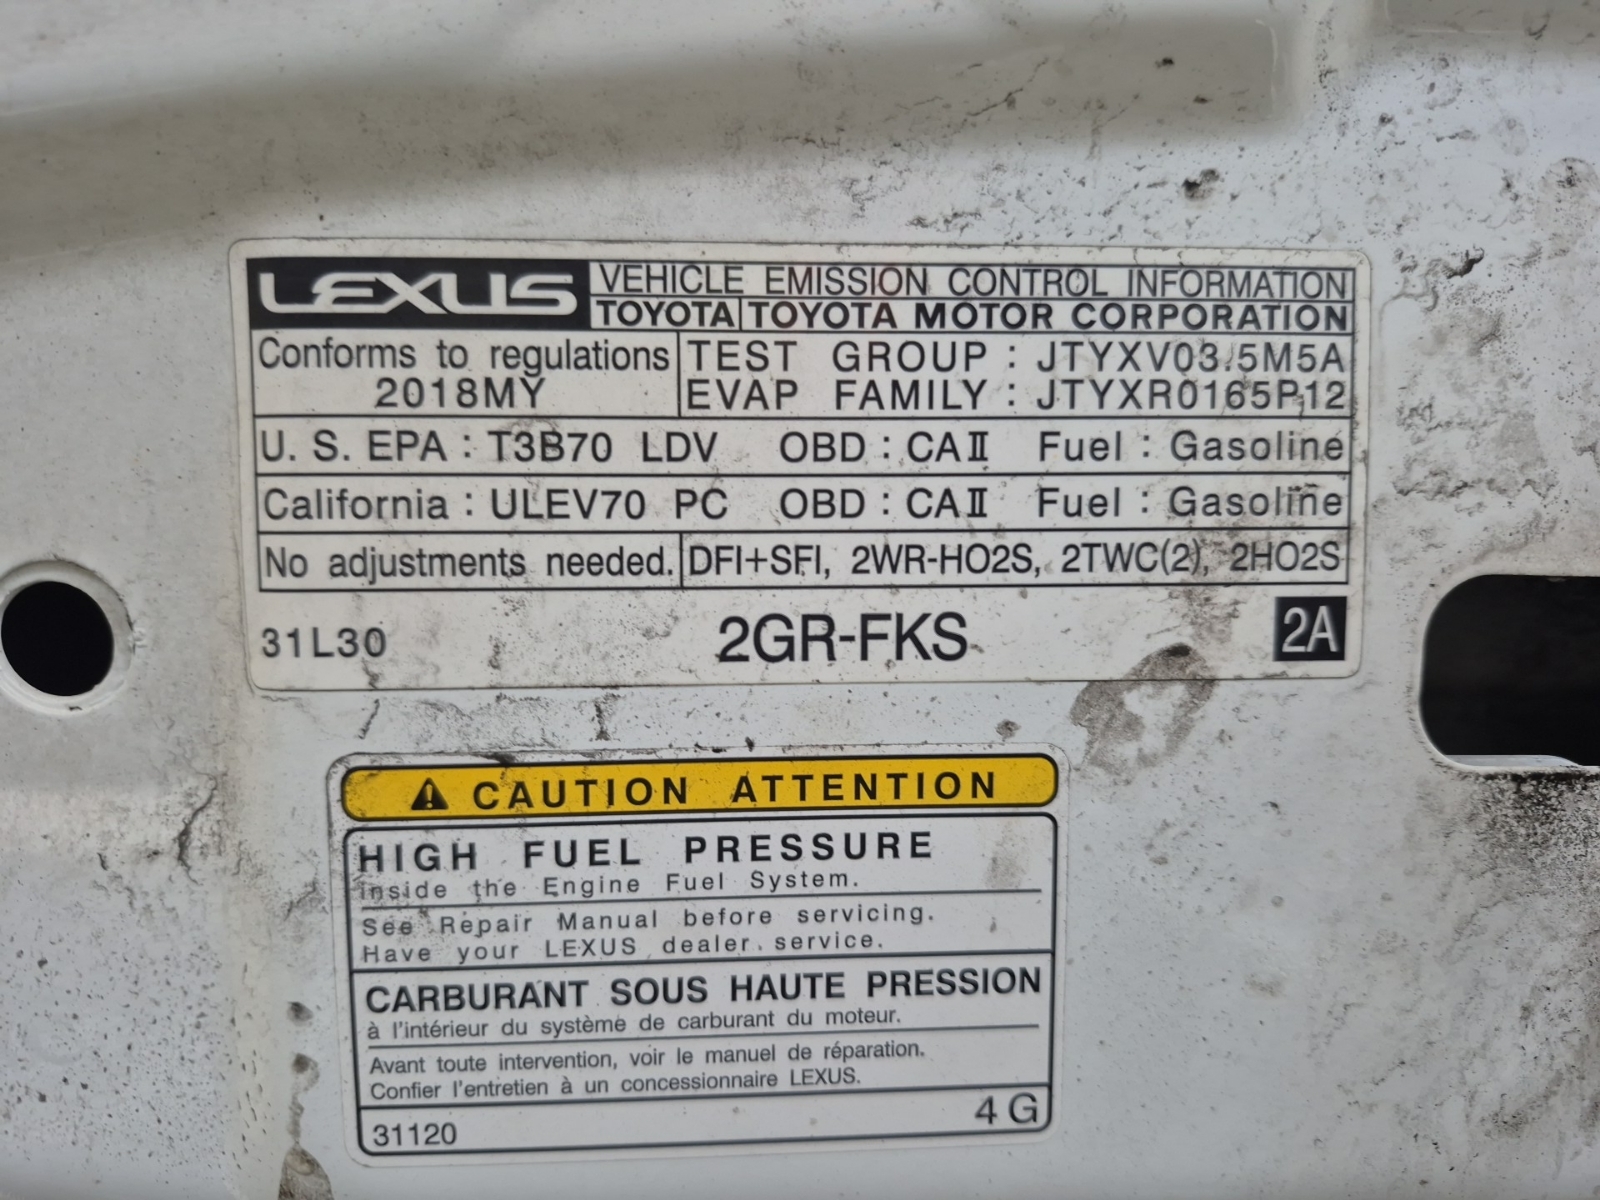 LEXUS VEHICLE EMISSION CONTROL INFORMATION
TOYOTA TOYOTA MOTOR CORPORATION
Conforms to regulations TEST GROUP : JTYXV03.5M5A
2018MY EVAP FAMILY : JTYXR0165P12
U. S. EPA : T3B70 LDV OBD : CAⅡ Fuel : Gasoline
California : ULEV70 PC OBD : CAⅡ Fuel : Gasoline
No adjustments needed. DFI+SFI, 2WR-HO2S, 2TWC(2), 2HO2S
31L30 2GR-FKS 2A
CAUTION ATTENTION
HIGH FUEL PRESSURE
Inside the Engine Fuel System.
See Repair Manual before servicing.
Have your LEXUS dealer service.
CARBURANT SOUS HAUTE PRESSION
à l'intérieur du système de carburant du moteur.
Avant toute intervention, voir le manuel de réparation.
Confier l'entretien à un concessionnaire LEXUS.
31120 4G